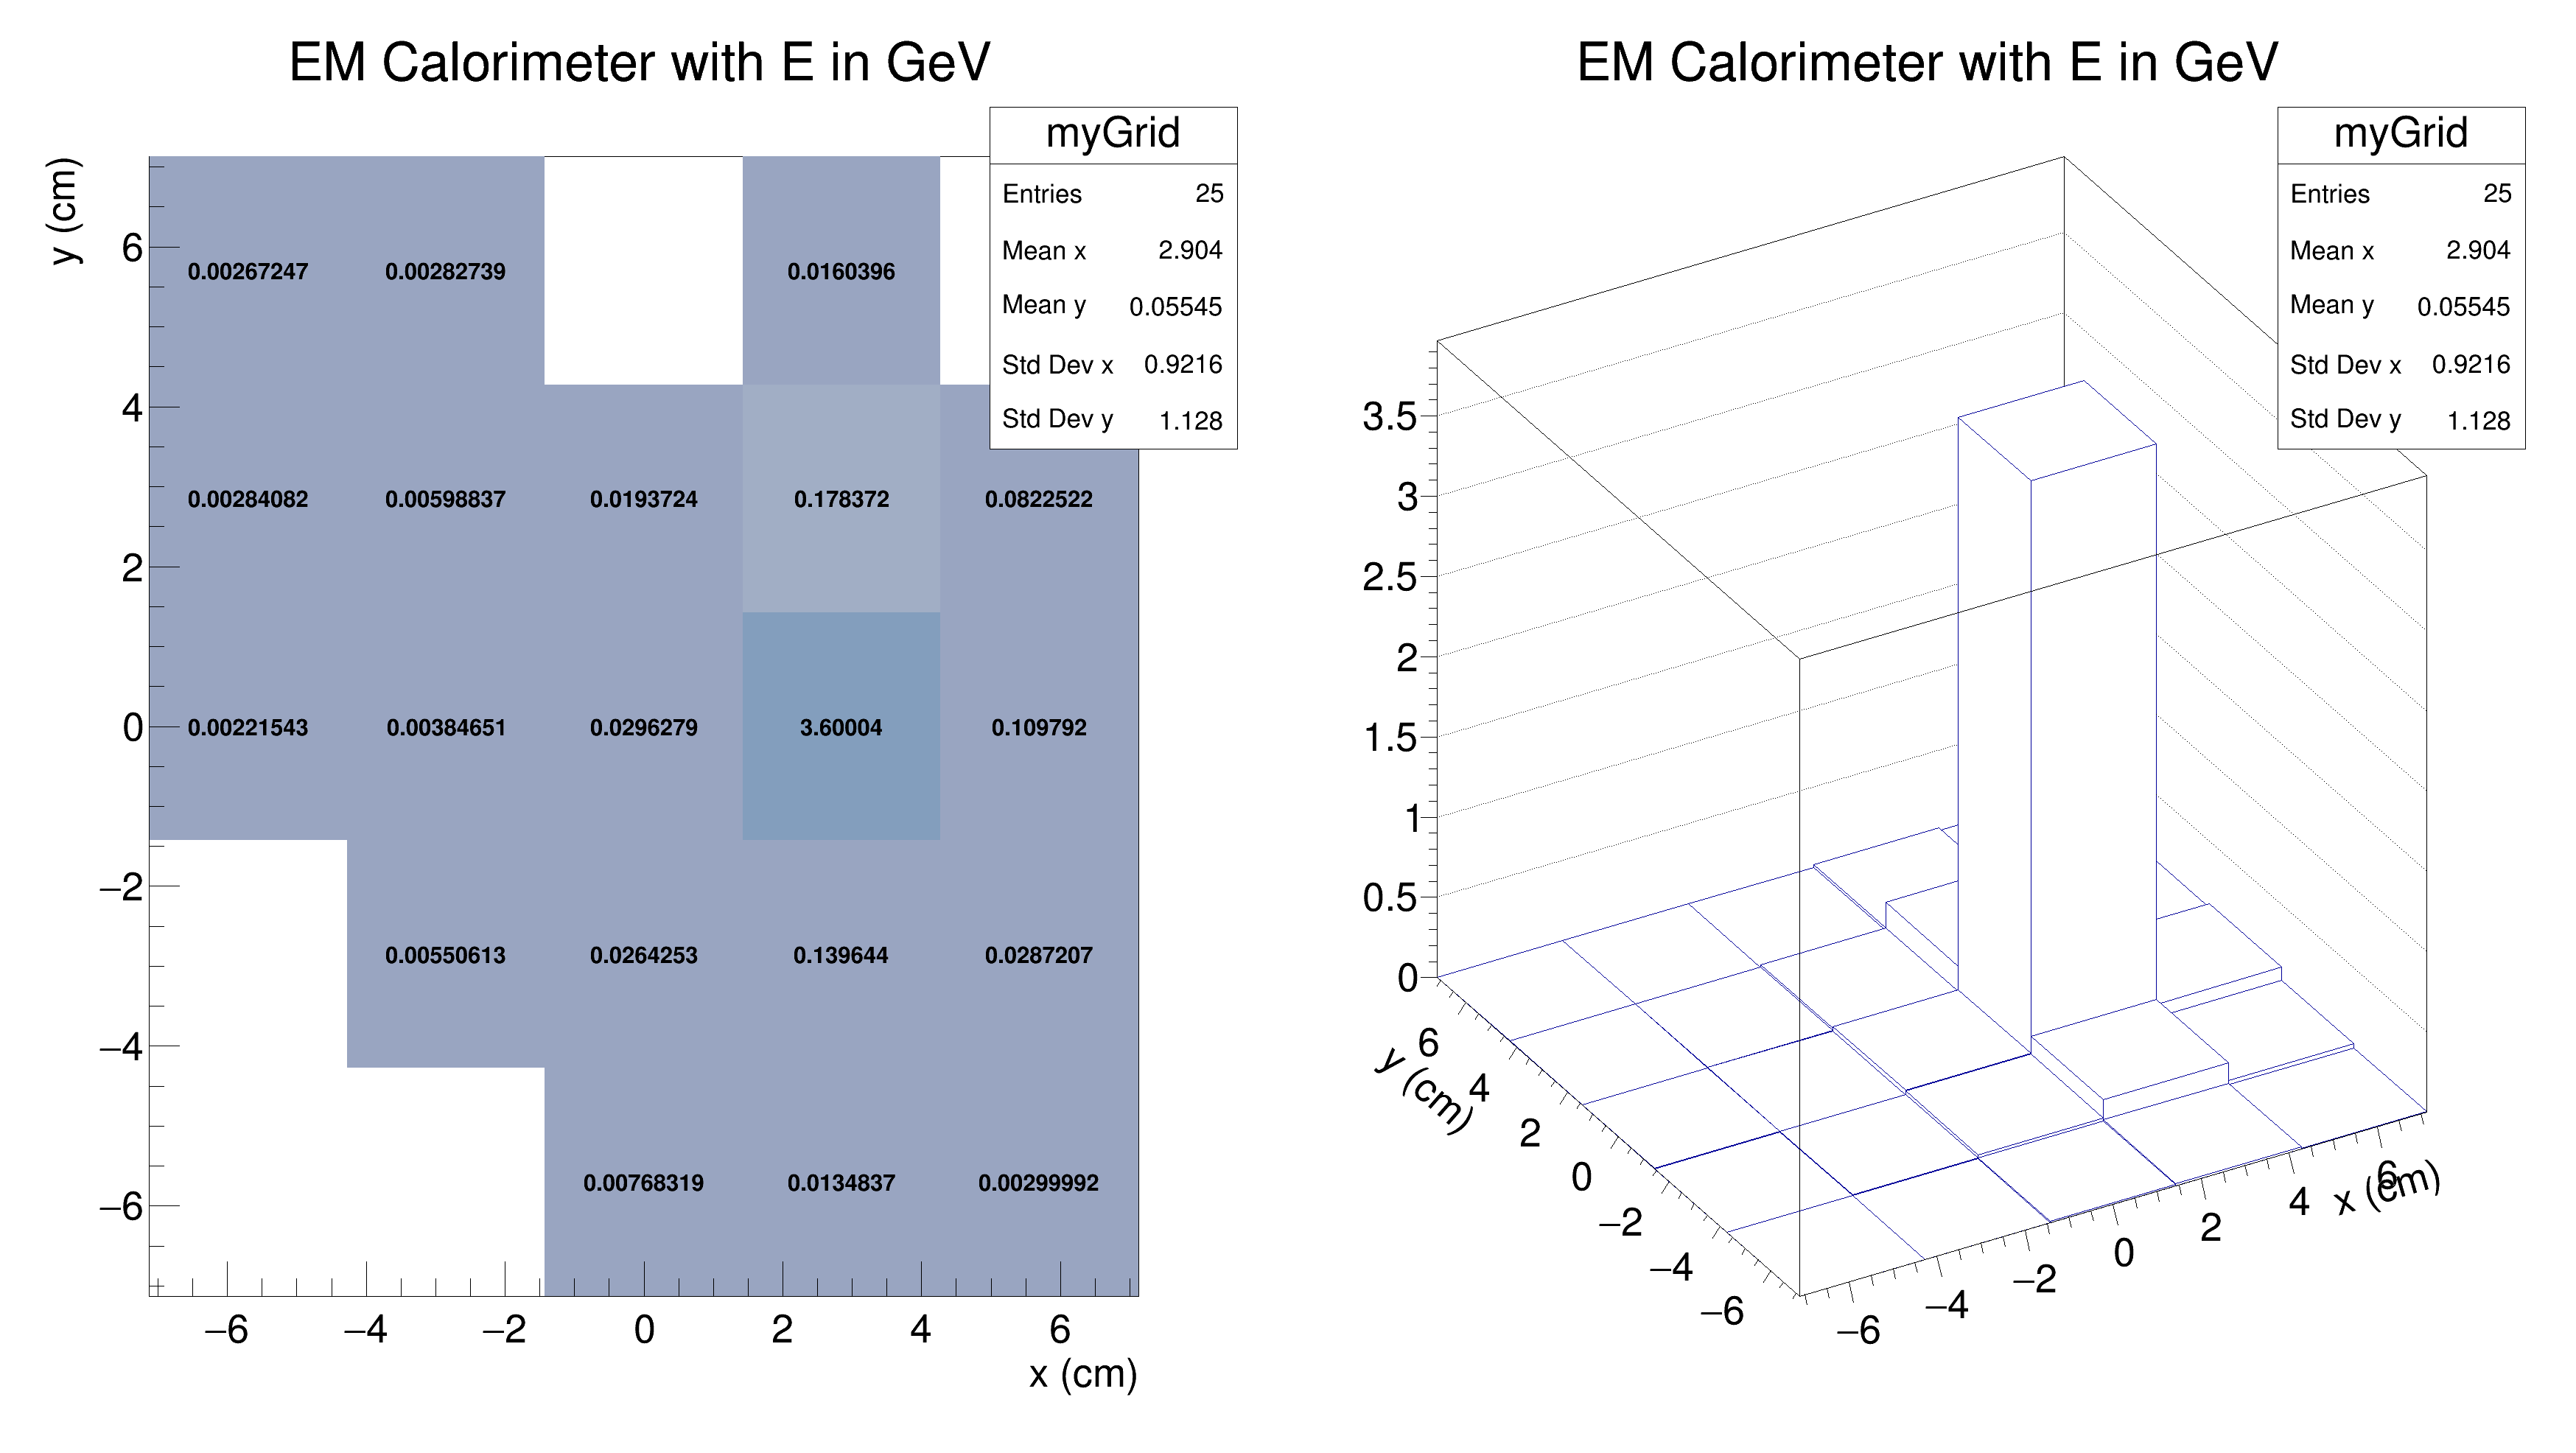 EM Calorimeter with E in GeV
myGrid
Entries 25
Mean x 2.904
Mean y 0.05545
Std Dev x 0.9216
Std Dev y 1.128
y (cm)
6
4
2
0
−2
−4
−6
0.00267247 0.00282739 0.0160396
0.00284082 0.00598837 0.0193724 0.178372 0.0822522
0.00221543 0.00384651 0.0296279 3.60004 0.109792
0.00550613 0.0264253 0.139644 0.0287207
0.00768319 0.0134837 0.00299992
−6 −4 −2 0 2 4 6
x (cm)
EM Calorimeter with E in GeV
myGrid
Entries 25
Mean x 2.904
Mean y 0.05545
Std Dev x 0.9216
Std Dev y 1.128
3.5
3
2.5
2
1.5
1
0.5
0
y (cm)
6
4
2
0
−2
−4
−6
−6
−4
−2
0
2
4
6
x (cm)